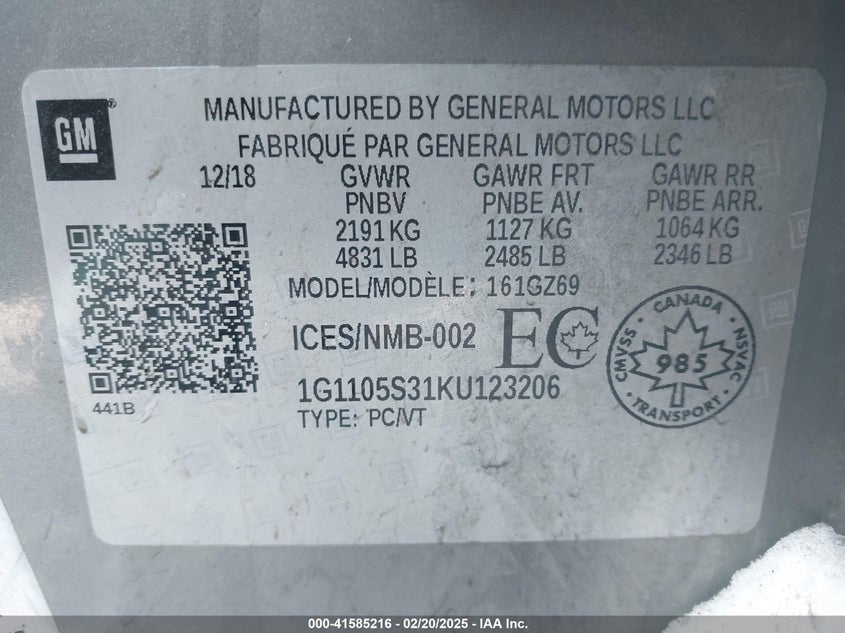 GM
MANUFACTURED BY GENERAL MOTORS LLC
FABRIQUÉ PAR GENERAL MOTORS LLC
12/18 GVWR GAWR FRT GAWR RR
PNBV PNBE AV. PNBE ARR.
2191 KG 1127 KG 1064 KG
4831 LB 2485 LB 2346 LB
MODEL/MODÈLE: 161GZ69
ICES/NMB-002 EC
CANADA
CMVSS 985 NSVAC
TRANSPORT
1G1105S31KU123206
441B
TYPE: PC/VT
000-41585216 - 02/20/2025 - IAA Inc.